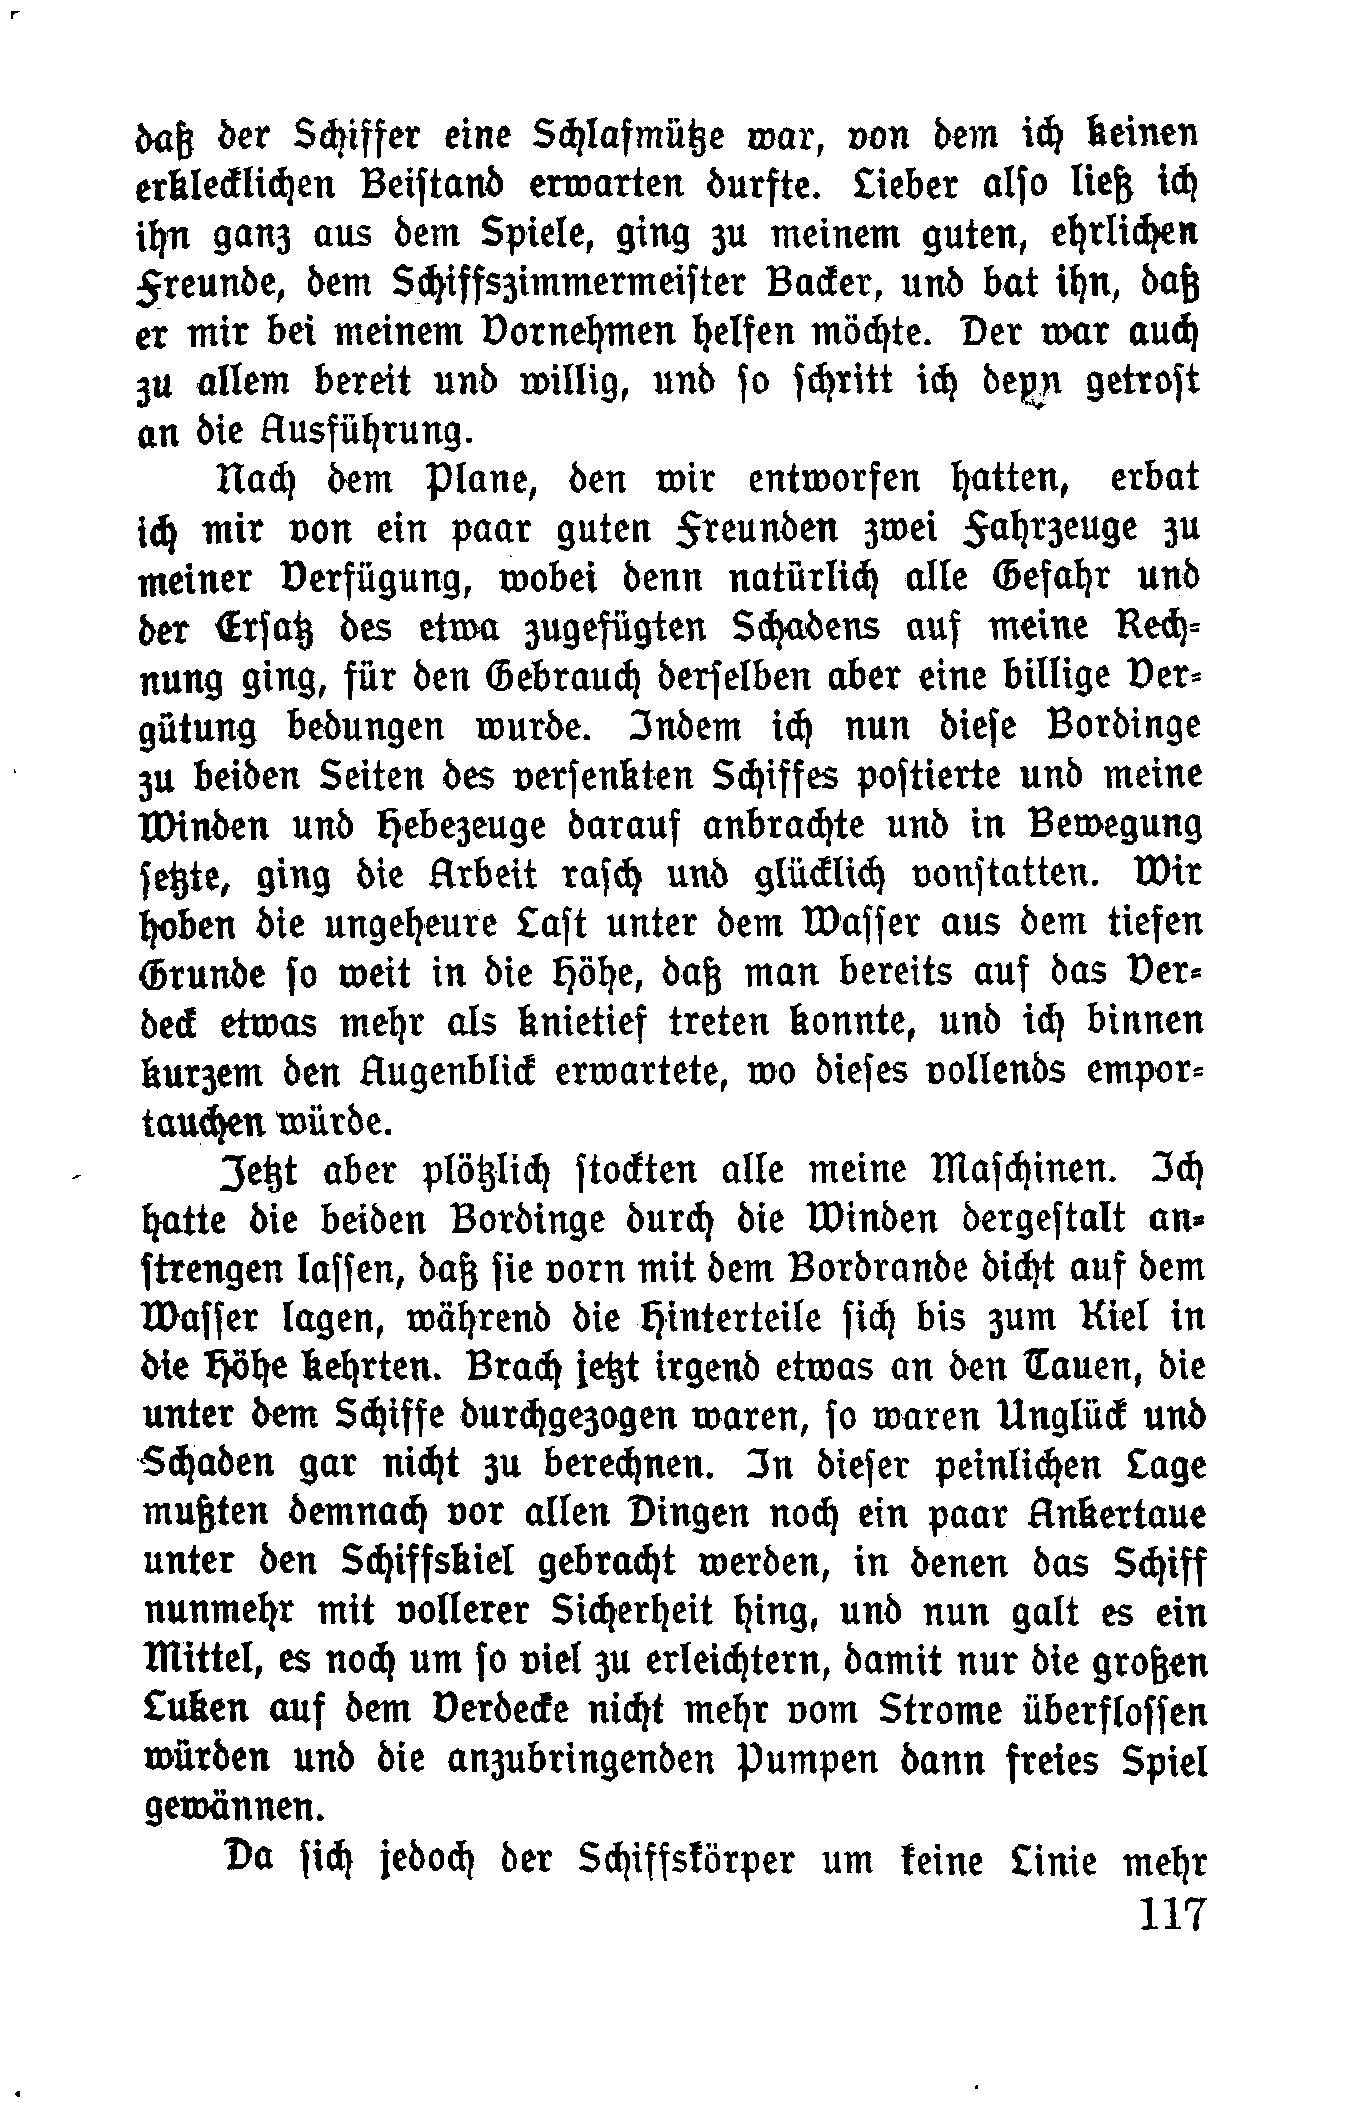 daß der Schiffer eine Schlafmütze war, von dem ich keinen
erklecklichen Beistand erwarten durfte. Lieber also ließ ich
ihn ganz aus dem Spiele, ging zu meinem guten, ehrlichen
Freunde, dem Schiffszimmermeister Backer, und bat ihn, daß
er mir bei meinem Vornehmen helfen möchte. Der war auch
zu allem bereit und willig, und so schritt ich denn getrost
an die Ausführung.
Nach dem Plane, den wir entworfen hatten, erbat
ich mir von ein paar guten Freunden zwei Fahrzeuge zu
meiner Verfügung, wobei denn natürlich alle Gefahr und
der Ersatz des etwa zugefügten Schadens auf meine Rech-
nung ging, für den Gebrauch derselben aber eine billige Ver-
gütung bedungen wurde. Indem ich nun diese Bordinge
zu beiden Seiten des versenkten Schiffes postierte und meine
Winden und Hebezeuge darauf anbrachte und in Bewegung
setzte, ging die Arbeit rasch und glücklich vonstatten. Wir
hoben die ungeheure Last unter dem Wasser aus dem tiefen
Grunde so weit in die Höhe, daß man bereits auf das Ver-
deck etwas mehr als knietief treten konnte, und ich binnen
kurzem den Augenblick erwartete, wo dieses vollends empor-
tauchen würde.
Jetzt aber plötzlich stockten alle meine Maschinen. Ich
hatte die beiden Bordinge durch die Winden dergestalt an-
strengen lassen, daß sie vorn mit dem Bordrande dicht auf dem
Wasser lagen, während die Hinterteile sich bis zum Kiel in
die Höhe kehrten. Brach jetzt irgend etwas an den Tauen, die
unter dem Schiffe durchgezogen waren, so waren Unglück und
Schaden gar nicht zu berechnen. In dieser peinlichen Lage
mußten demnach vor allen Dingen noch ein paar Ankertaue
unter den Schiffskiel gebracht werden, in denen das Schiff
nunmehr mit vollerer Sicherheit hing, und nun galt es ein
Mittel, es noch um so viel zu erleichtern, damit nur die großen
Luken auf dem Verdecke nicht mehr vom Strome überflossen
würden und die anzubringenden Pumpen dann freies Spiel
gewännen.
Da sich jedoch der Schiffskörper um keine Linie mehr
117